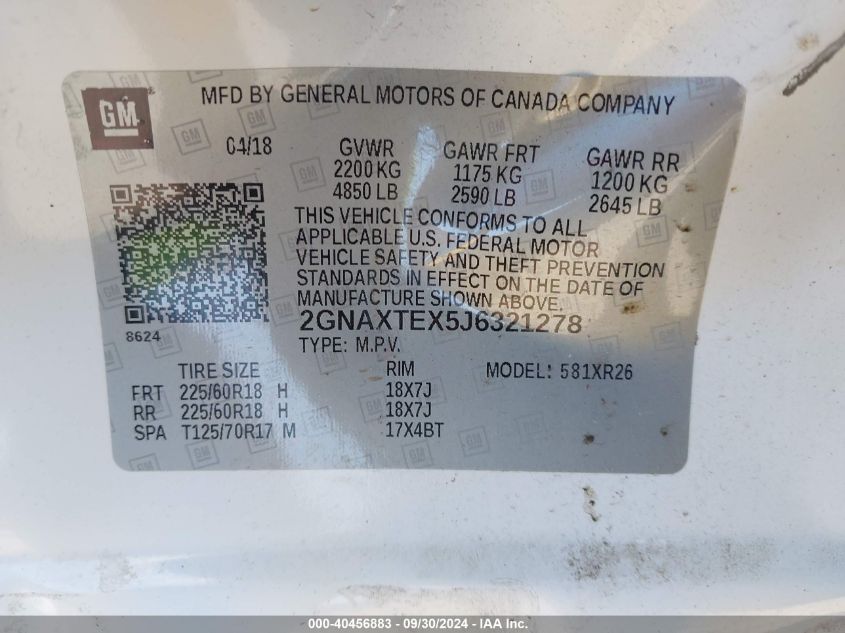 GM
MFD BY GENERAL MOTORS OF CANADA COMPANY
04/18 GVWR GAWR FRT GAWR RR
2200 KG 1175 KG 1200 KG
4850 LB 2590 LB 2645 LB
THIS VEHICLE CONFORMS TO ALL
APPLICABLE U.S. FEDERAL MOTOR
VEHICLE SAFETY AND THEFT PREVENTION
STANDARDS IN EFFECT ON THE DATE OF
MANUFACTURE SHOWN ABOVE.
8624 2GNAXTEX5J6321278
TYPE: M.P.V.
TIRE SIZE RIM MODEL: 581XR26
FRT 225/60R18 H 18X7J
RR 225/60R18 H 18X7J
SPA T125/70R17 M 17X4BT
000-40456883 - 09/30/2024 - IAA Inc.